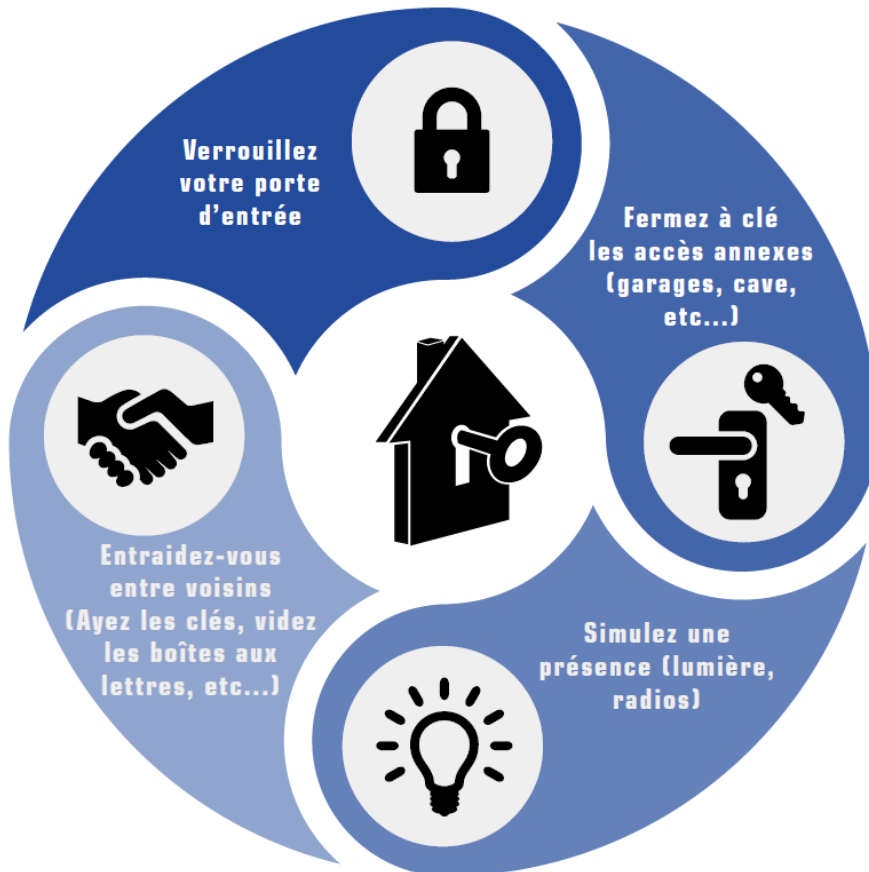 Verrouillez
votre porte
d'entrée
Fermez à clé
les accès annexes
(garages, cave,
etc...)
Simulez une
présence (lumière,
radios)
Entraidez-vous
entre voisins
(Ayez les clés, videz
les boîtes aux
lettres, etc...)